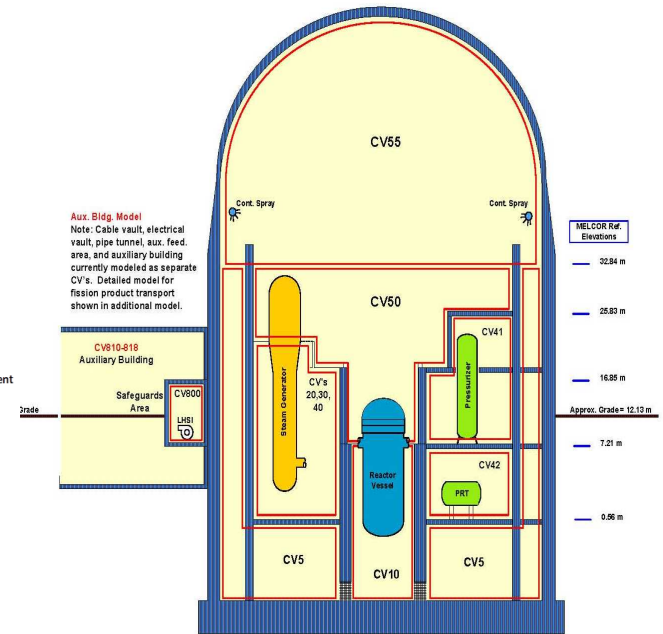 CV55
Cont. Spray
Cont. Spray
Aux. Bldg. Model
Note: Cable vault, electrical
vault, pipe tunnel, aux. feed.
area, and auxiliary building
currently modeled as separate
CV's. Detailed model for
fission product transport
shown in additional model.
MELCOR Ref.
Elevations
32.84 m
CV50
25.83 m
CV41
CV810-818
Auxiliary Building
Steam Generator
CV's
20,30,
40
Pressurizer
16.85 m
ent
Safeguards
Area
CV800
LHSI
Grade
Approx. Grade= 12.13 m
7.21 m
Reactor
Vessel
CV42
PRT
0.56 m
CV5
CV10
CV5